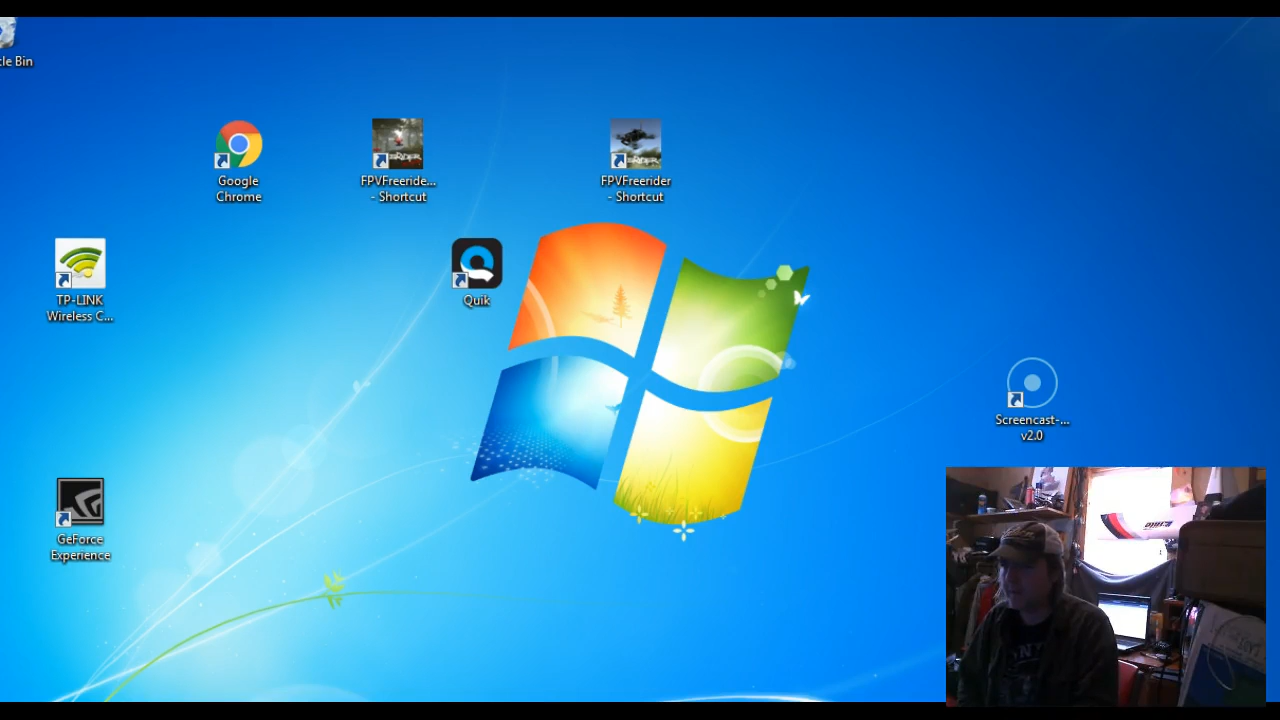 cle Bin
Google
Chrome
FPVFreeride...
- Shortcut
FPVFreerider
- Shortcut
TP-LINK
Wireless C...
Quik
Screencast-...
v2.0
GeForce
Experience